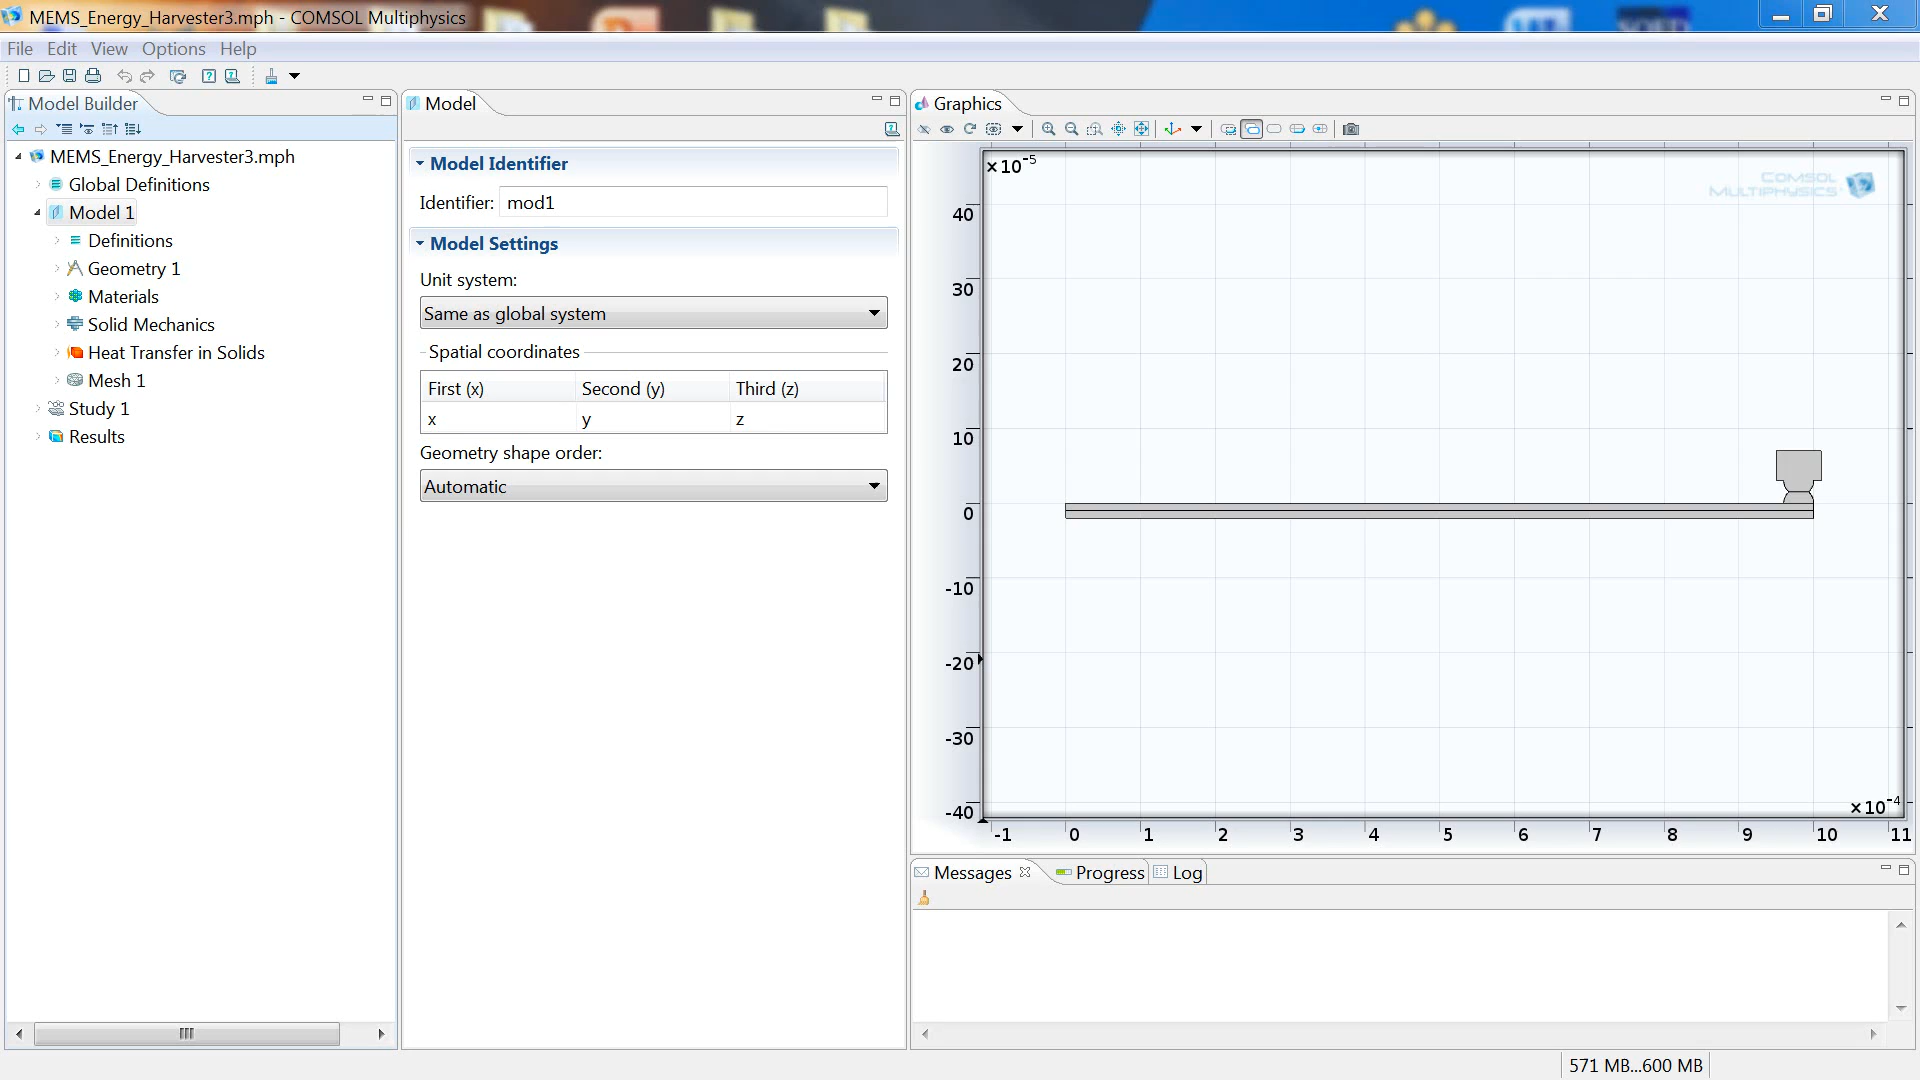 MEMS_Energy_Harvester3.mph - COMSOL Multiphysics
File Edit View Options Help
Model Builder
MEMS_Energy_Harvester3.mph
Global Definitions
Model 1
Definitions
Geometry 1
Materials
Solid Mechanics
Heat Transfer in Solids
Mesh 1
Study 1
Results
Model
Model Identifier
Identifier: mod1
Model Settings
Unit system:
Same as global system
Spatial coordinates
First (x) Second (y) Third (z)
x y z
Geometry shape order:
Automatic
Graphics
×10⁻⁵
COMSOL
MULTIPHYSICS
40
30
20
10
0
-10
-20
-30
-40
×10⁻⁴
-1 0 1 2 3 4 5 6 7 8 9 10 11
Messages Progress Log
571 MB...600 MB